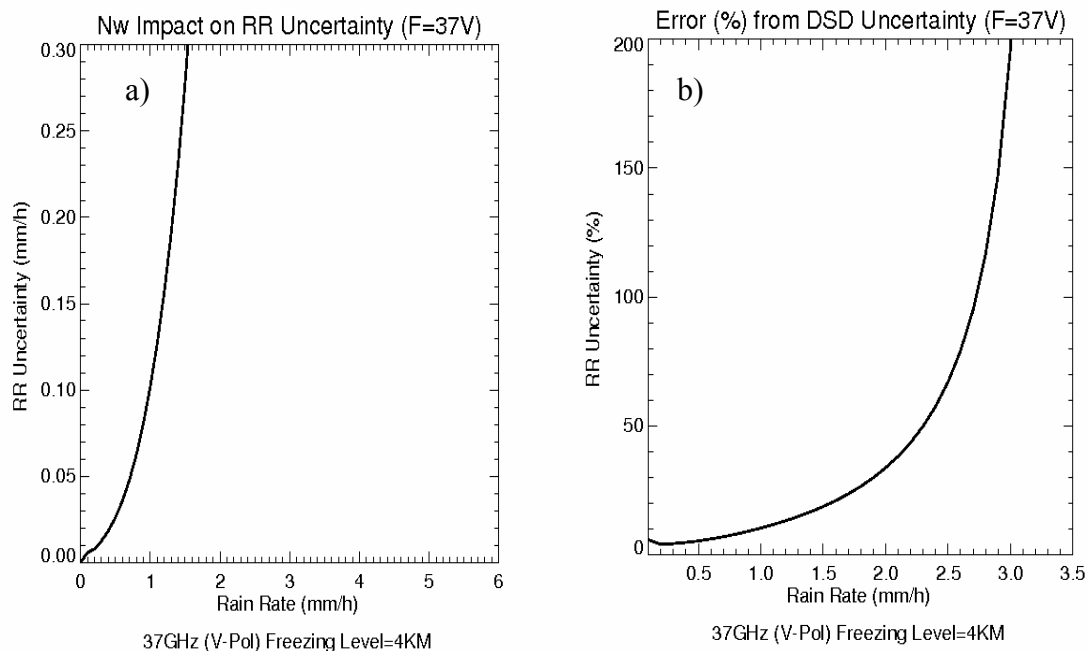 Nw Impact on RR Uncertainty (F=37V)
a)
RR Uncertainty (mm/h)
0.30
0.25
0.20
0.15
0.10
0.05
0.00
0 1 2 3 4 5 6
Rain Rate (mm/h)
37GHz (V-Pol) Freezing Level=4KM
Error (%) from DSD Uncertainty (F=37V)
b)
RR Uncertainty (%)
200
150
100
50
0
0.5 1.0 1.5 2.0 2.5 3.0 3.5
Rain Rate (mm/h)
37GHz (V-Pol) Freezing Level=4KM